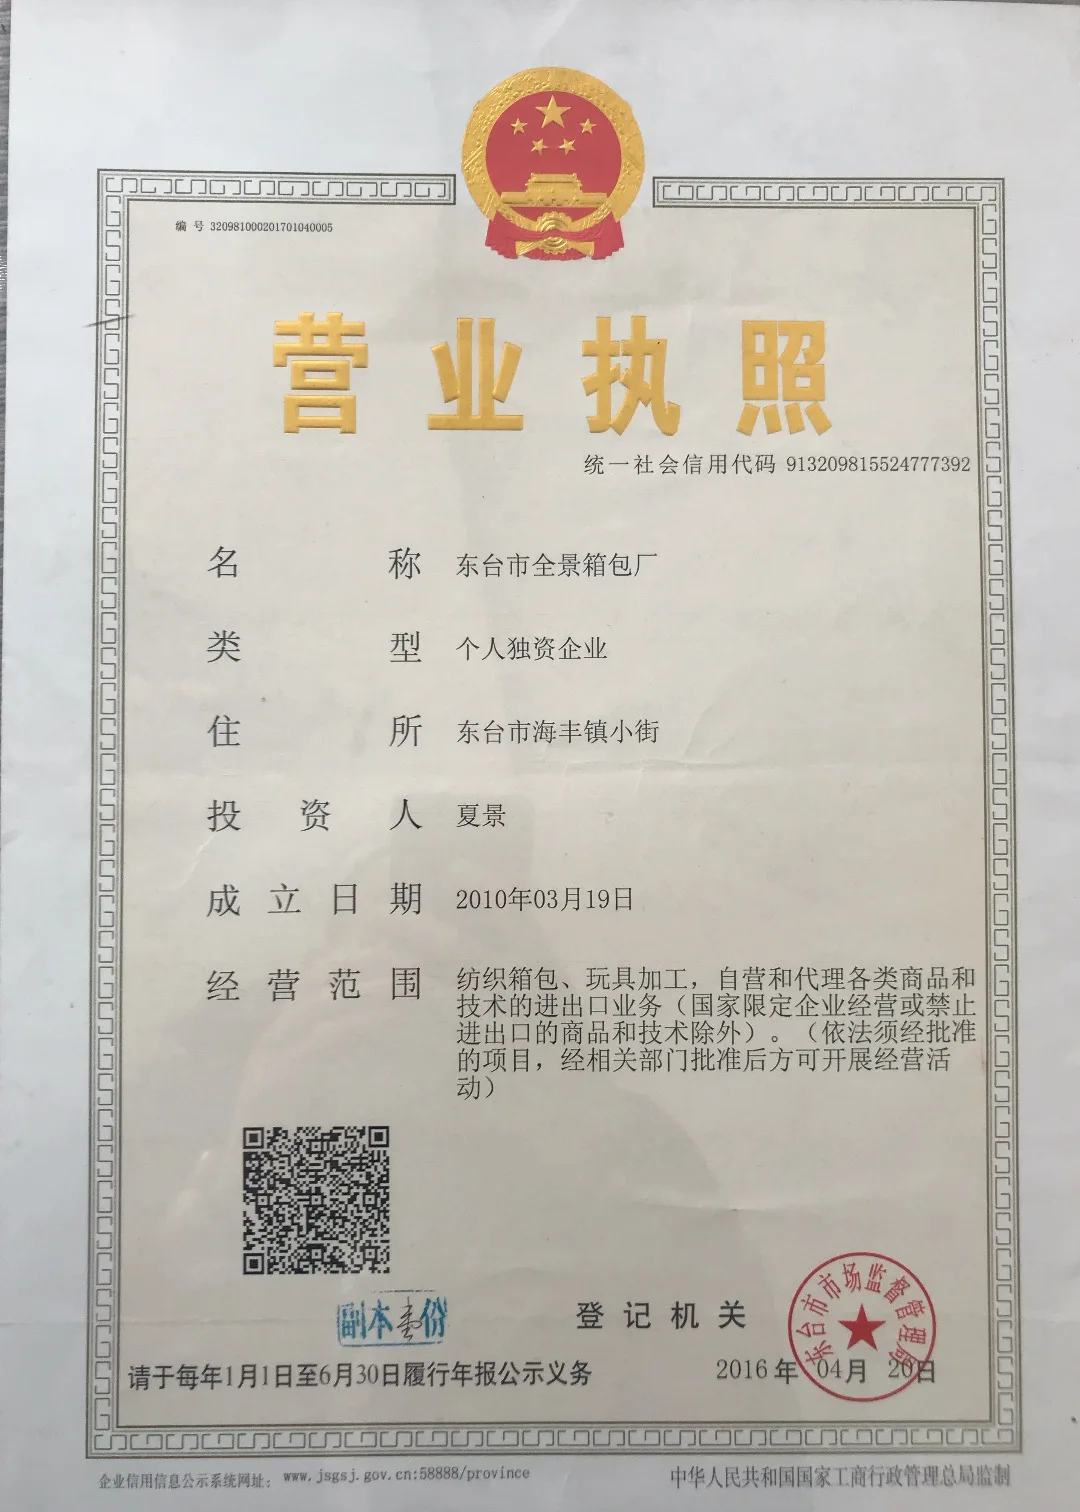 编 号 320981000201701040005
营业执照
统一社会信用代码 913209815524777392
名 称 东台市全景箱包厂
类 型 个人独资企业
住 所 东台市海丰镇小街
投 资 人 夏景
成 立 日 期 2010年03月19日
经 营 范 围 纺织箱包、玩具加工，自营和代理各类商品和
技术的进出口业务（国家限定企业经营或禁止
进出口的商品和技术除外）。（依法须经批准
的项目，经相关部门批准后方可开展经营活
动）
东台市市场监督管理局
副本壹份
登 记 机 关
请于每年1月1日至6月30日履行年报公示义务
2016 年 04月 20日
企业信用信息公示系统网址： www.jsgsj.gov.cn:58888/province
中华人民共和国国家工商行政管理总局监制